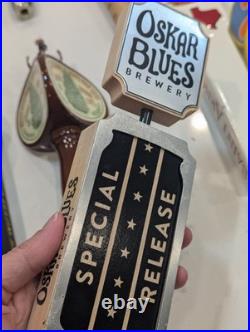 OSKAR
BLUES
BREWERY
SPECIAL
RELEASE
OSKAR BLUES